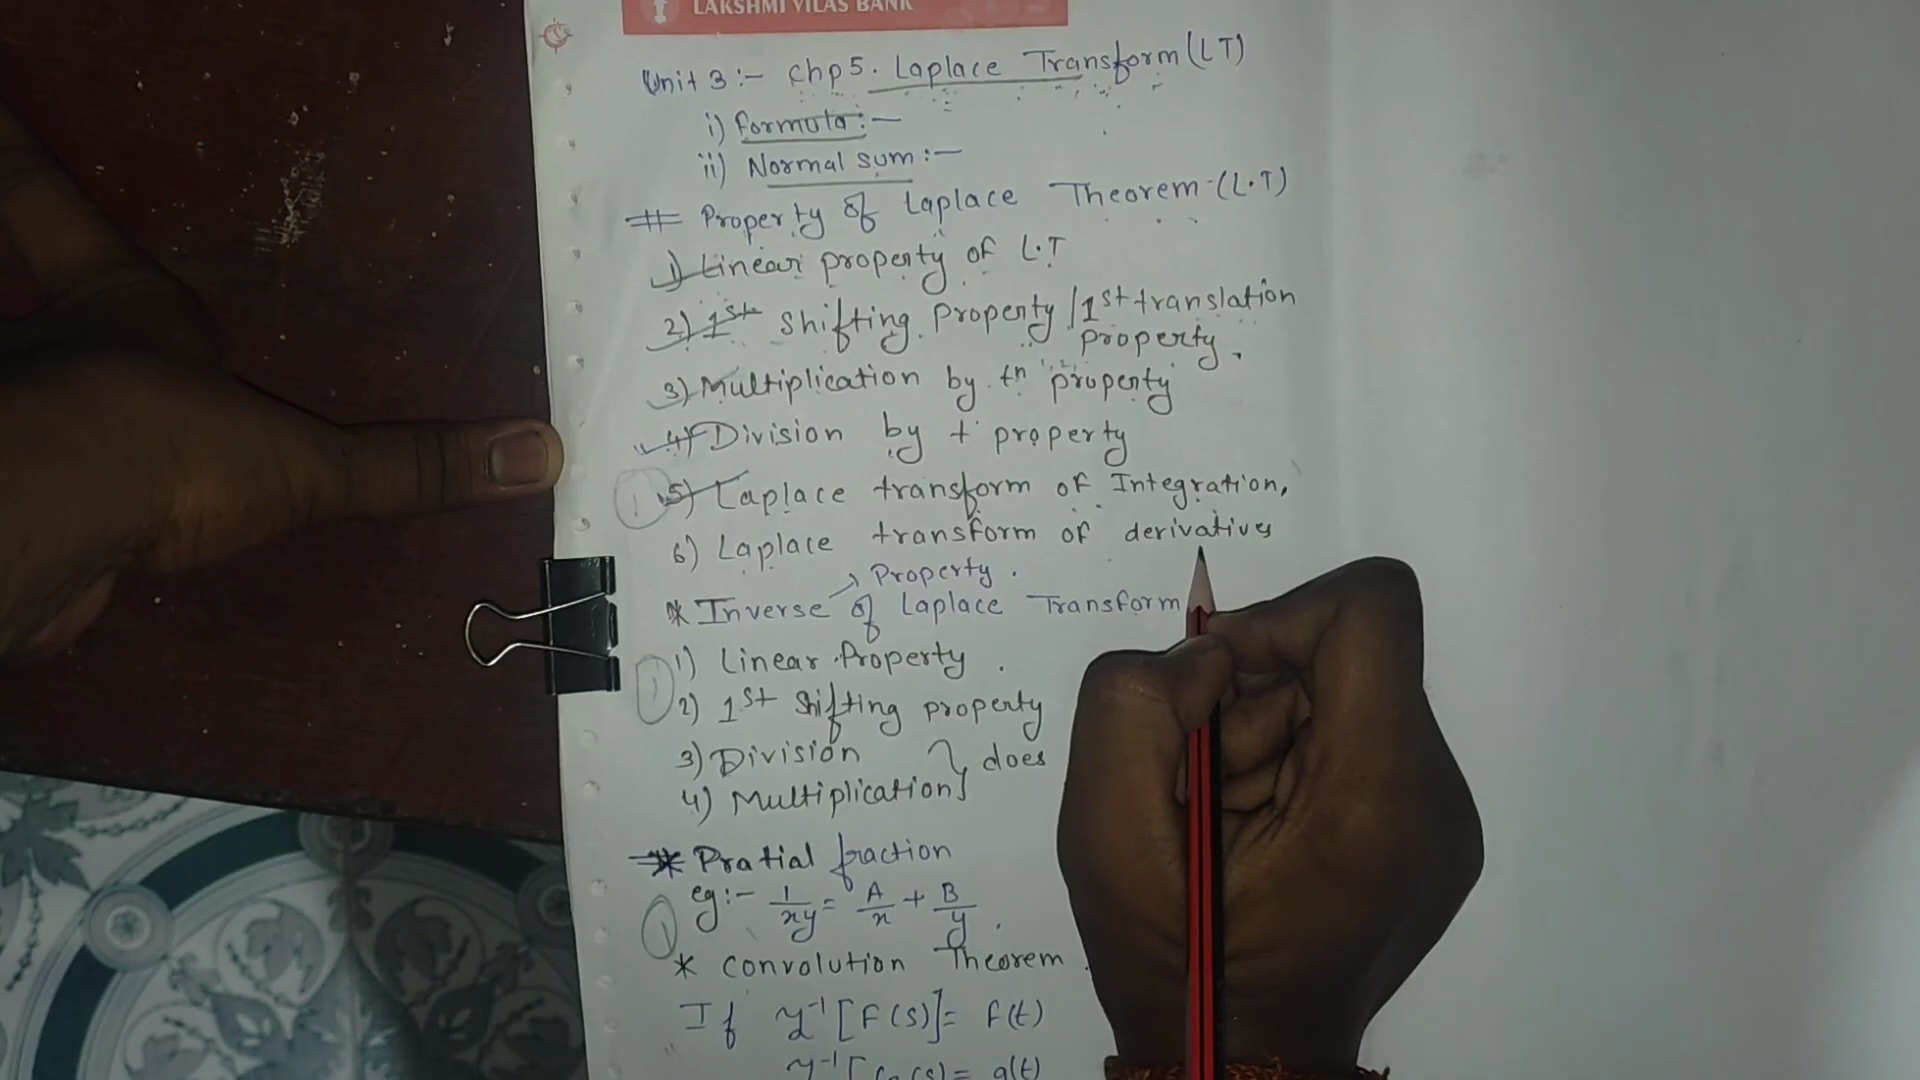 LAKSHMI VILAS BANK
Unit 3 :- chp 5. Laplace Transform (LT)
i) formula :-
ii) Normal sum :-
# Property of Laplace Theorem (L.T)
1) Linear property of L.T
2) 1st Shifting Property / 1st translation
property.
3) Multiplication by tn property
4) Division by t property
5) Laplace transform of Integration,
6) Laplace transform of derivatives
→ Property.
* Inverse of Laplace Transform
1) Linear Property.
2) 1st Shifting property
3) Division } does
4) Multiplication
* Pratial fraction
eg :- 1/xy = A/x + B/y.
* Convolution Theorem.
If L⁻¹[F(s)] = f(t)
L⁻¹[G(s) = g(t)